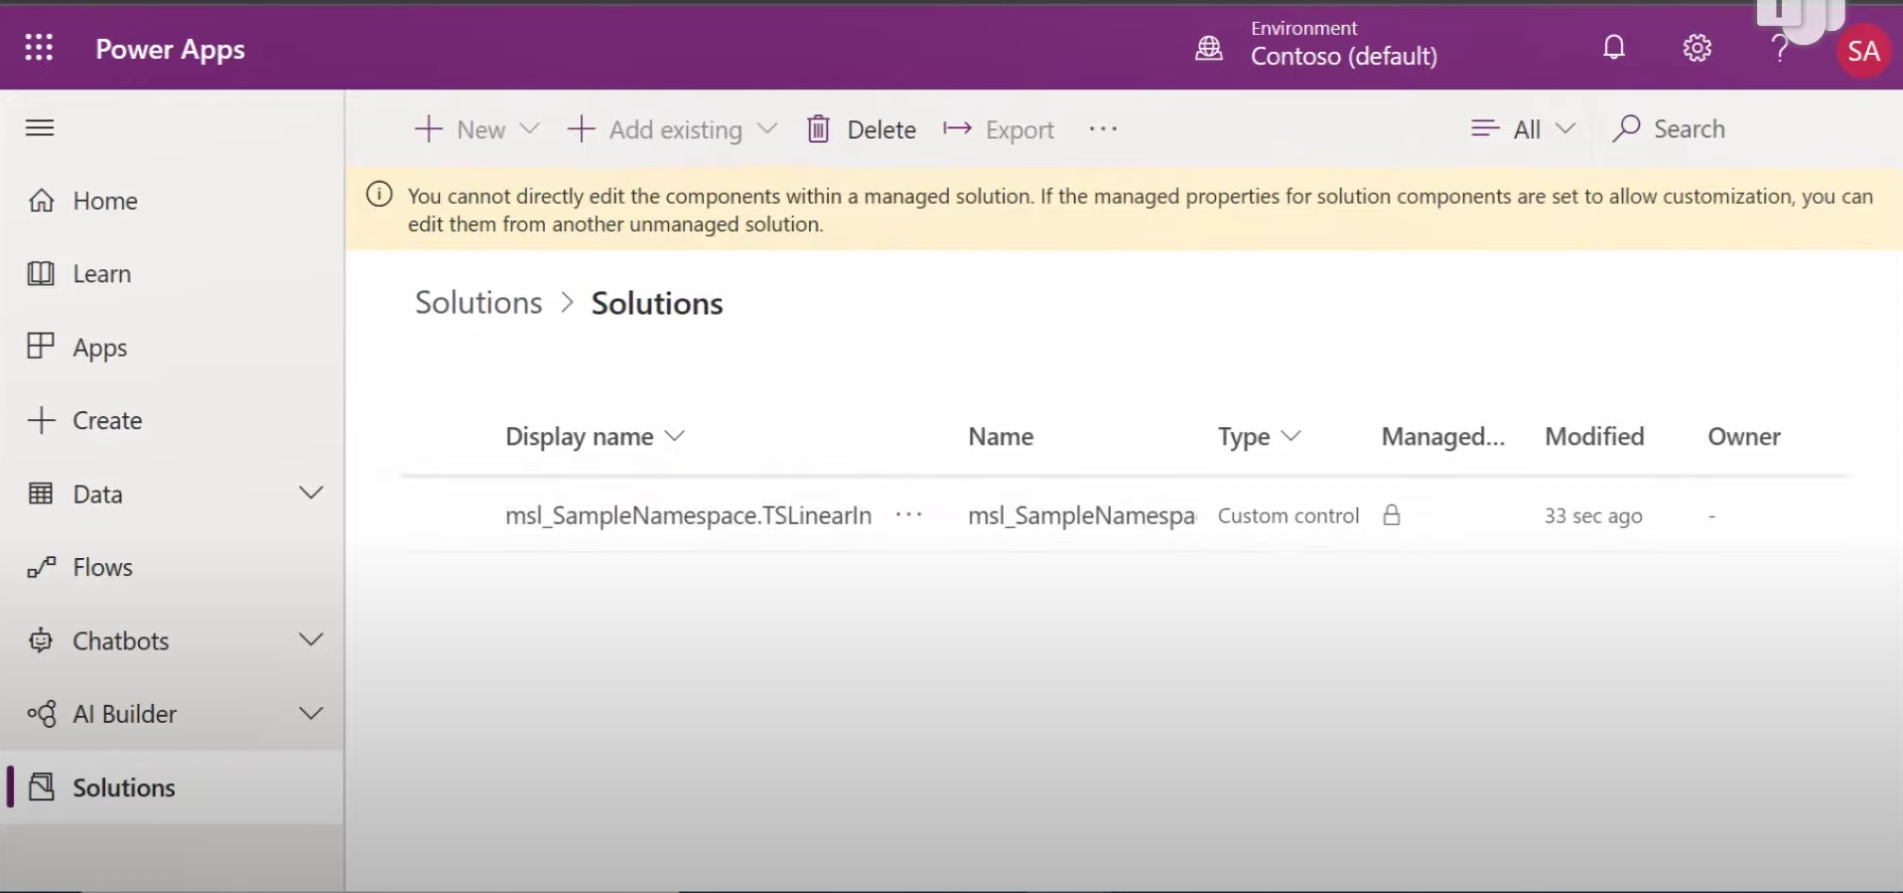 Power Apps
Environment
Contoso (default)
?
SA
New
Add existing
Delete
Export
...
All
Search
You cannot directly edit the components within a managed solution. If the managed properties for solution components are set to allow customization, you can
edit them from another unmanaged solution.
Home
Learn
Apps
Create
Data
Flows
Chatbots
AI Builder
Solutions
Solutions > Solutions
Display name Name Type Managed... Modified Owner
msl_SampleNamespace.TSLinearIn ... msl_SampleNamespa Custom control 33 sec ago -